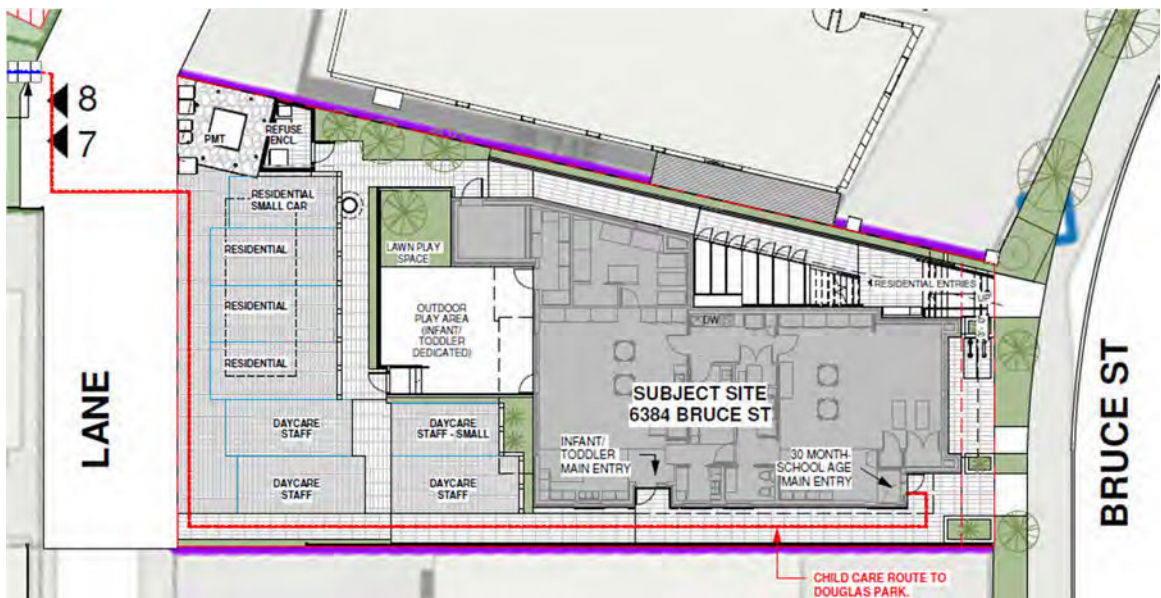 8
7
PMT
REFUSE
ENCL.
RESIDENTIAL
SMALL CAR
RESIDENTIAL
RESIDENTIAL
RESIDENTIAL
LAWN PLAY
SPACE
OUTDOOR
PLAY AREA
(INFANT/
TODDLER
DEDICATED)
RESIDENTIAL ENTRIES
UP
DW
SUBJECT SITE
6384 BRUCE ST
LANE
DAYCARE
STAFF
DAYCARE
STAFF - SMALL
DAYCARE
STAFF
DAYCARE
STAFF
INFANT/
TODDLER
MAIN ENTRY
30 MONTH-
SCHOOL AGE
MAIN ENTRY
BRUCE ST
CHILD CARE ROUTE TO
DOUGLAS PARK.